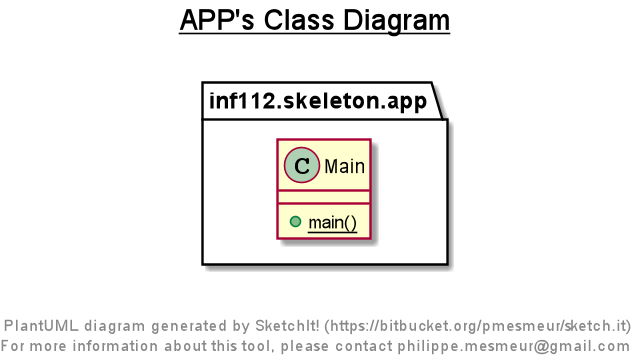 APP's Class Diagram
inf112.skeleton.app
C Main
main()
PlantUML diagram generated by SketchIt! (https://bitbucket.org/pmesmeur/sketch.it)
For more information about this tool, please contact philippe.mesmeur@gmail.com